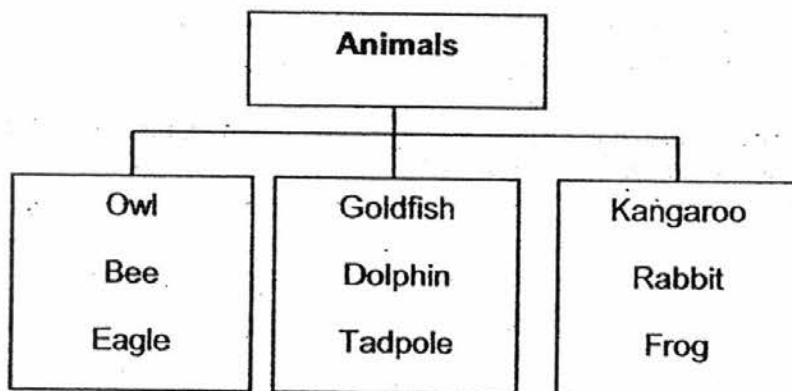 Animals
Owl
Bee
Eagle
Goldfish
Dolphin
Tadpole
Kangaroo
Rabbit
Frog